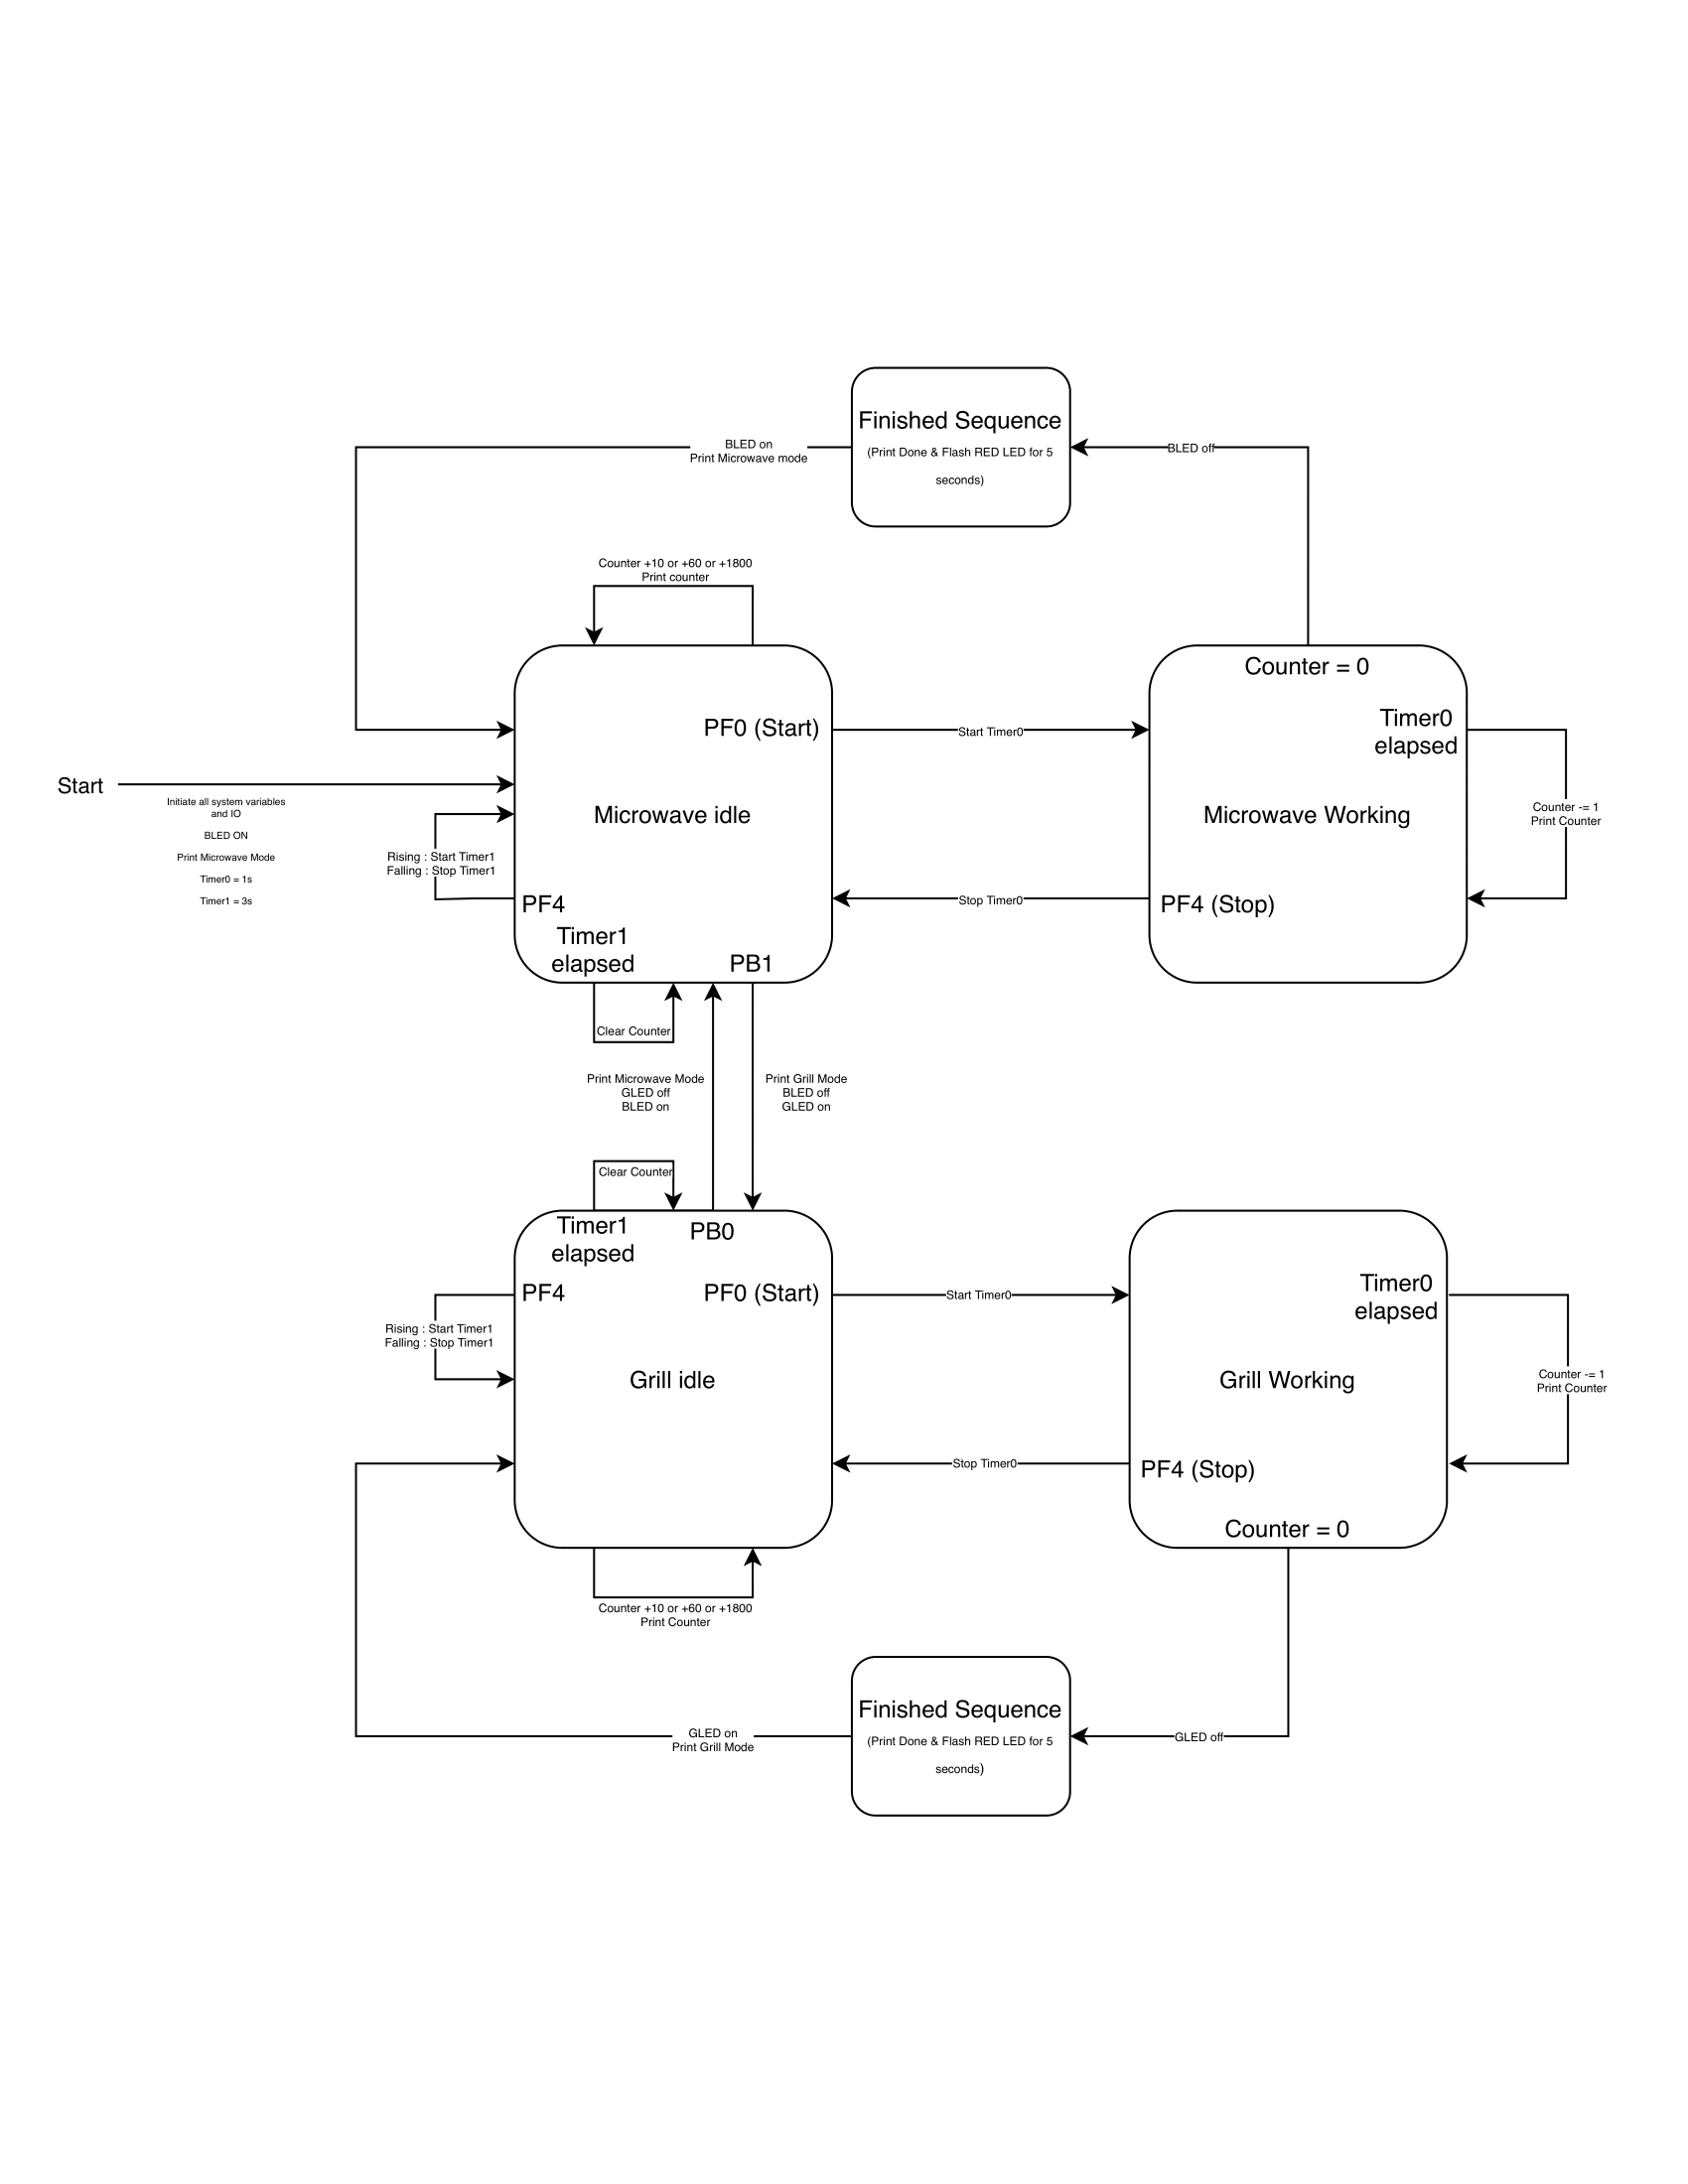 Finished Sequence
(Print Done & Flash RED LED for 5
seconds)
BLED on
Print Microwave mode
BLED off
Counter +10 or +60 or +1800
Print counter
Counter = 0
PF0 (Start)
Start Timer0
Timer0
elapsed
Start
Initiate all system variables
and IO
BLED ON
Print Microwave Mode
Timer0 = 1s
Timer1 = 3s
Microwave idle
Microwave Working
Counter -= 1
Print Counter
Rising : Start Timer1
Falling : Stop Timer1
PF4
Stop Timer0
PF4 (Stop)
Timer1
elapsed
PB1
Clear Counter
Print Microwave Mode
GLED off
BLED on
Print Grill Mode
BLED off
GLED on
Clear Counter
Timer1
elapsed
PB0
PF4
PF0 (Start)
Start Timer0
Timer0
elapsed
Rising : Start Timer1
Falling : Stop Timer1
Grill idle
Grill Working
Counter -= 1
Print Counter
Stop Timer0
PF4 (Stop)
Counter = 0
Counter +10 or +60 or +1800
Print Counter
Finished Sequence
(Print Done & Flash RED LED for 5
seconds)
GLED on
Print Grill Mode
GLED off